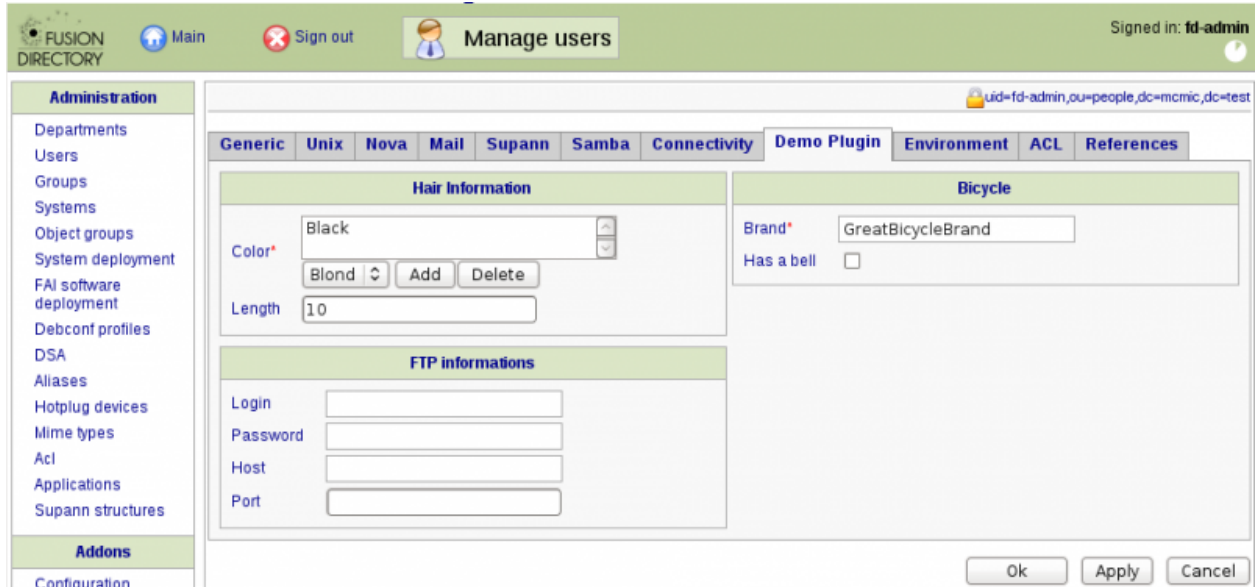 FUSION
DIRECTORY
Main
Sign out
Manage users
Signed in: fd-admin
Administration
Departments
Users
Groups
Systems
Object groups
System deployment
FAI software
deployment
Debconf profiles
DSA
Aliases
Hotplug devices
Mime types
Acl
Applications
Supann structures
Addons
Configuration
uid=fd-admin,ou=people,dc=mcmic,dc=test
Generic Unix Nova Mail Supann Samba Connectivity Demo Plugin Environment ACL References
Hair Information
Color*
Black
Blond Add Delete
Length 10
FTP informations
Login
Password
Host
Port
Bicycle
Brand* GreatBicycleBrand
Has a bell
Ok Apply Cancel